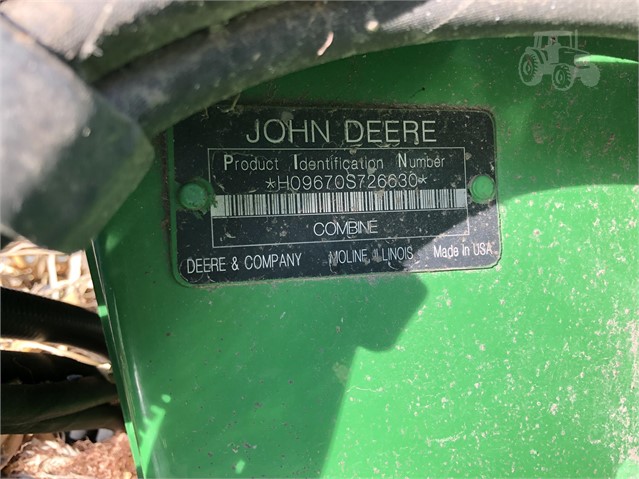 JOHN DEERE
Product Identification Number
*H09670S726630*
COMBINE
DEERE & COMPANY MOLINE, ILLINOIS Made in USA